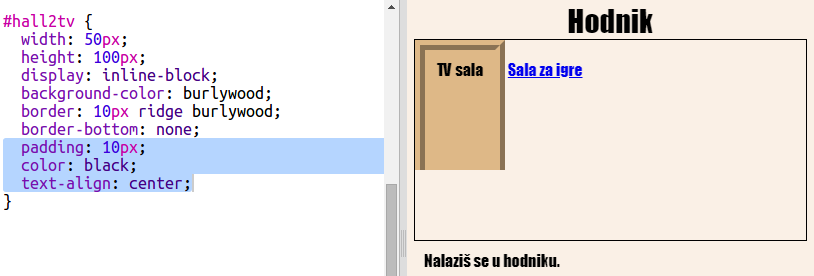 #hall2tv {
width: 50px;
height: 100px;
display: inline-block;
background-color: burlywood;
border: 10px ridge burlywood;
border-bottom: none;
padding: 10px;
color: black;
text-align: center;
}
Hodnik
TV sala Sala za igre
Nalaziš se u hodniku.